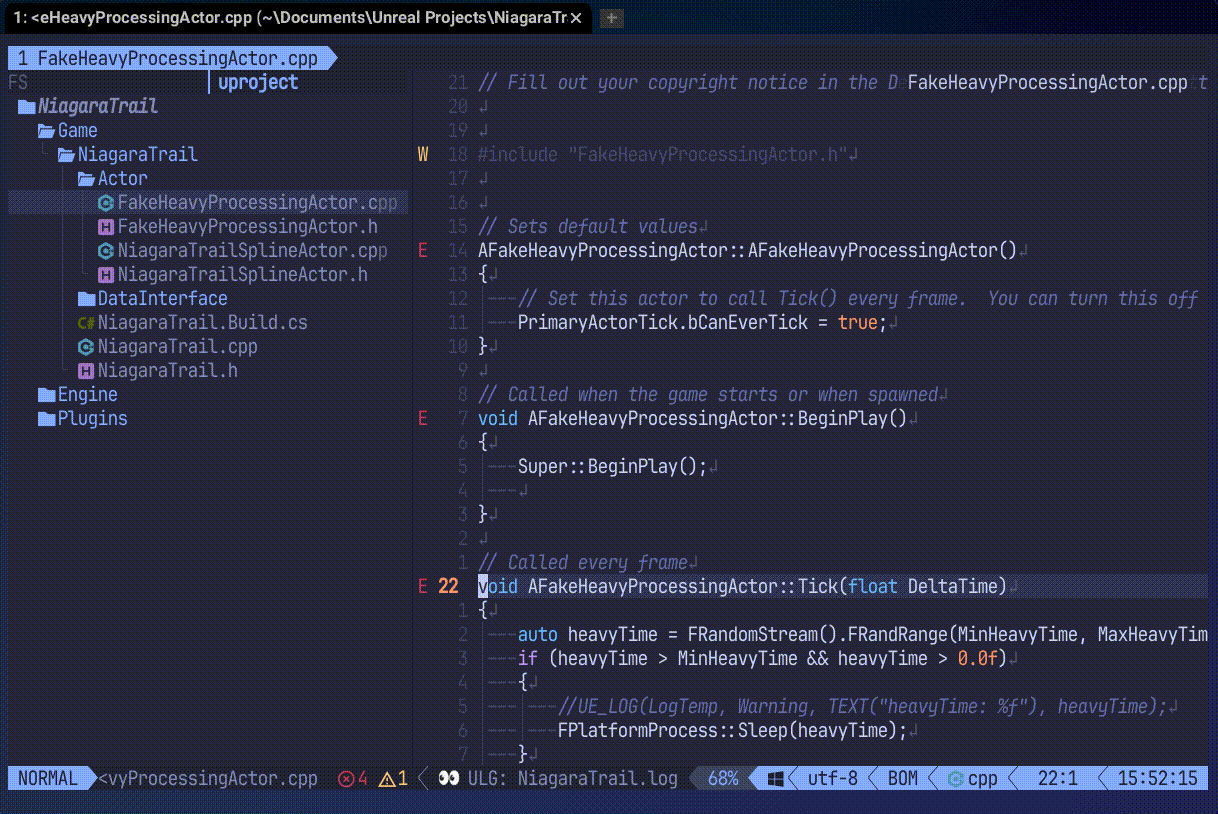 1: <eHeavyProcessingActor.cpp (~\Documents\Unreal Projects\NiagaraTr× +
1 FakeHeavyProcessingActor.cpp
FS uproject
NiagaraTrail
Game
NiagaraTrail
Actor
FakeHeavyProcessingActor.cpp
FakeHeavyProcessingActor.h
NiagaraTrailSplineActor.cpp
NiagaraTrailSplineActor.h
DataInterface
C# NiagaraTrail.Build.cs
NiagaraTrail.cpp
NiagaraTrail.h
Engine
Plugins
21 // Fill out your copyright notice in the D FakeHeavyProcessingActor.cpp t
20
19
W 18 #include "FakeHeavyProcessingActor.h"
17
16
15 // Sets default values
E 14 AFakeHeavyProcessingActor::AFakeHeavyProcessingActor()
13 {
12 // Set this actor to call Tick() every frame.  You can turn this off
11 PrimaryActorTick.bCanEverTick = true;
10 }
9
8 // Called when the game starts or when spawned
E 7 void AFakeHeavyProcessingActor::BeginPlay()
6 {
5 Super::BeginPlay();
4
3 }
2
1 // Called every frame
E 22 void AFakeHeavyProcessingActor::Tick(float DeltaTime)
1 {
2 auto heavyTime = FRandomStream().FRandRange(MinHeavyTime, MaxHeavyTim
3 if (heavyTime > MinHeavyTime && heavyTime > 0.0f)
4 {
5 //UE_LOG(LogTemp, Warning, TEXT("heavyTime: %f"), heavyTime);
6 FPlatformProcess::Sleep(heavyTime);
7 }
NORMAL <vyProcessingActor.cpp 4 1 ULG: NiagaraTrail.log 68% utf-8 BOM cpp 22:1 15:52:15